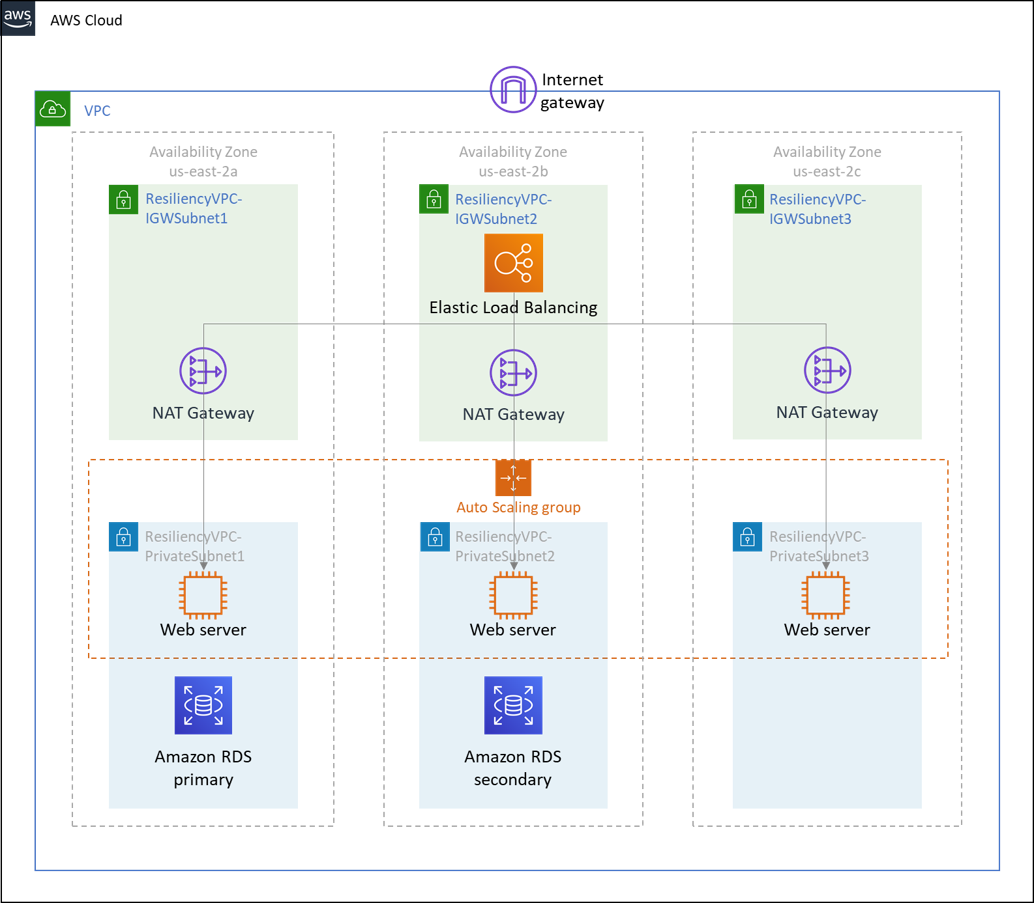 aws
AWS Cloud
Internet
gateway
VPC
Availability Zone
us-east-2a
Availability Zone
us-east-2b
Availability Zone
us-east-2c
ResiliencyVPC-
IGWSubnet1
ResiliencyVPC-
IGWSubnet2
ResiliencyVPC-
IGWSubnet3
Elastic Load Balancing
NAT Gateway
NAT Gateway
NAT Gateway
Auto Scaling group
ResiliencyVPC-
PrivateSubnet1
ResiliencyVPC-
PrivateSubnet2
ResiliencyVPC-
PrivateSubnet3
Web server
Web server
Web server
Amazon RDS
primary
Amazon RDS
secondary